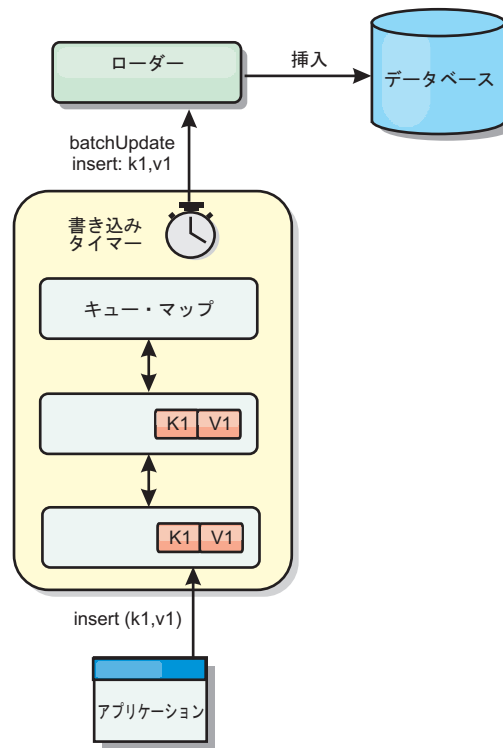 ローダー
挿入
データベース
batchUpdate
insert: k1,v1
書き込み
タイマー
キュー・マップ
K1 V1
K1 V1
insert (k1,v1)
アプリケーション